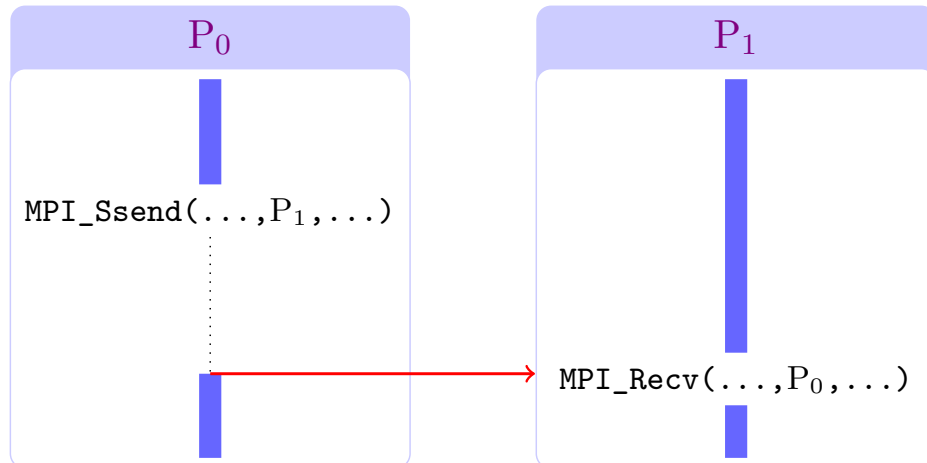 P₀
P₁
MPI_Ssend(...,P₁,...)
MPI_Recv(...,P₀,...)